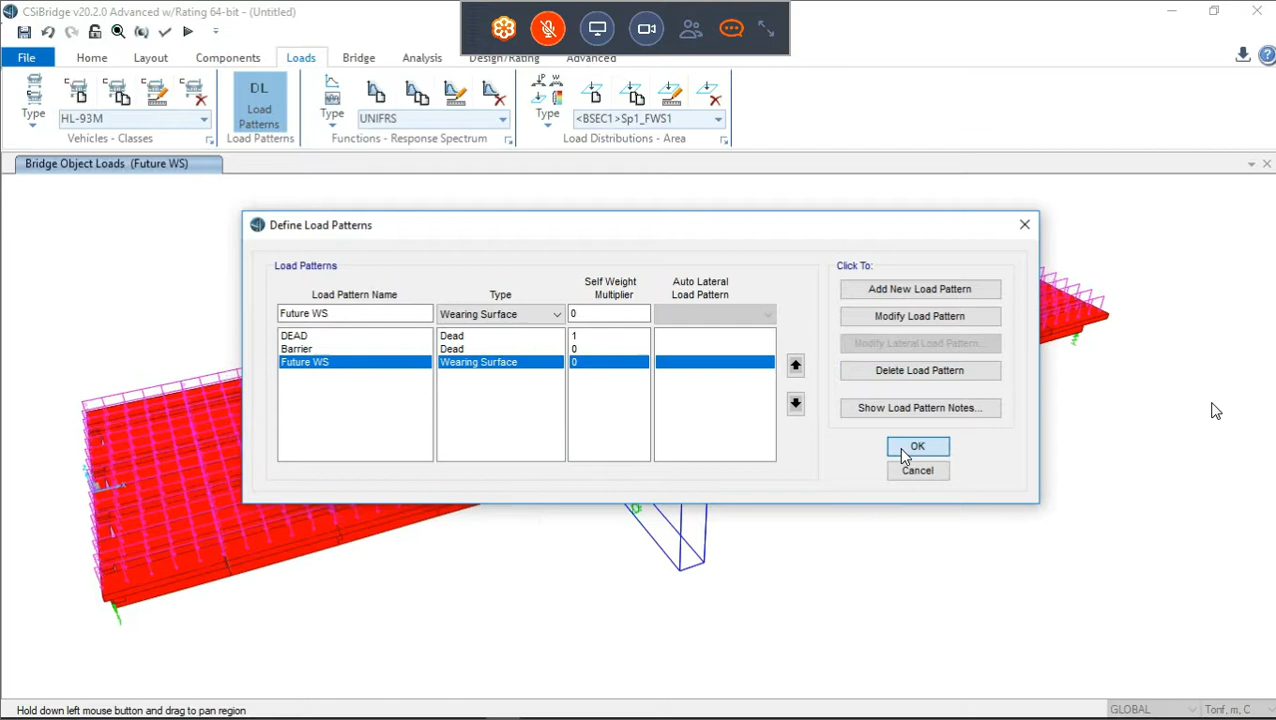 CSiBridge v20.2.0 Advanced w/Rating 64-bit - (Untitled)
File
Home
Layout
Components
Loads
Bridge
Analysis
Design/Rating
Advanced
Type
HL-93M
Vehicles - Classes
DL
Load
Patterns
Load Patterns
Type
UNIFRS
Functions - Response Spectrum
Type
<BSEC1>Sp1_FWS1
Load Distributions - Area
Bridge Object Loads (Future WS)
Define Load Patterns
Load Patterns
Load Pattern Name
Type
Self Weight
Multiplier
Auto Lateral
Load Pattern
Future WS
Wearing Surface
0
DEAD
Dead
1
Barrier
Dead
0
Future WS
Wearing Surface
0
Click To:
Add New Load Pattern
Modify Load Pattern
Modify Lateral Load Pattern...
Delete Load Pattern
Show Load Pattern Notes...
OK
Cancel
Hold down left mouse button and drag to pan region
GLOBAL
Tonf, m, C